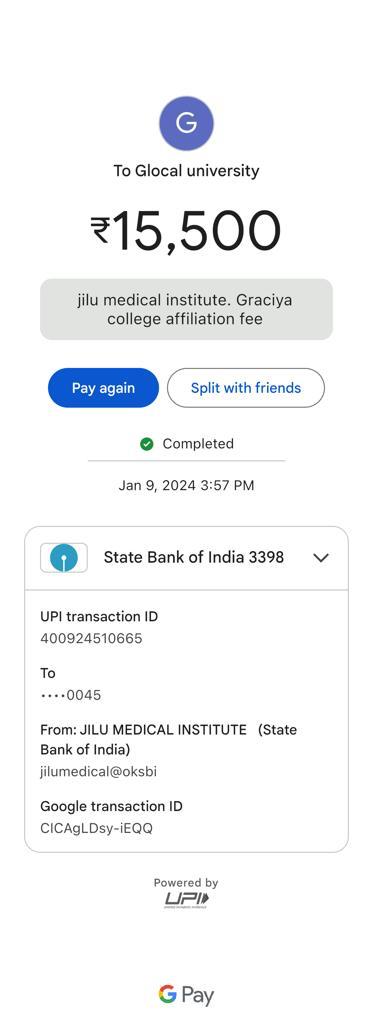 G
To Glocal university
₹15,500
jilu medical institute. Graciya
college affiliation fee
Pay again
Split with friends
Completed
Jan 9, 2024 3:57 PM
State Bank of India 3398
UPI transaction ID
400924510665
To
••••0045
From: JILU MEDICAL INSTITUTE (State
Bank of India)
jilumedical@oksbi
Google transaction ID
CICAgLDsy-iEQQ
Powered by
UPI
G Pay